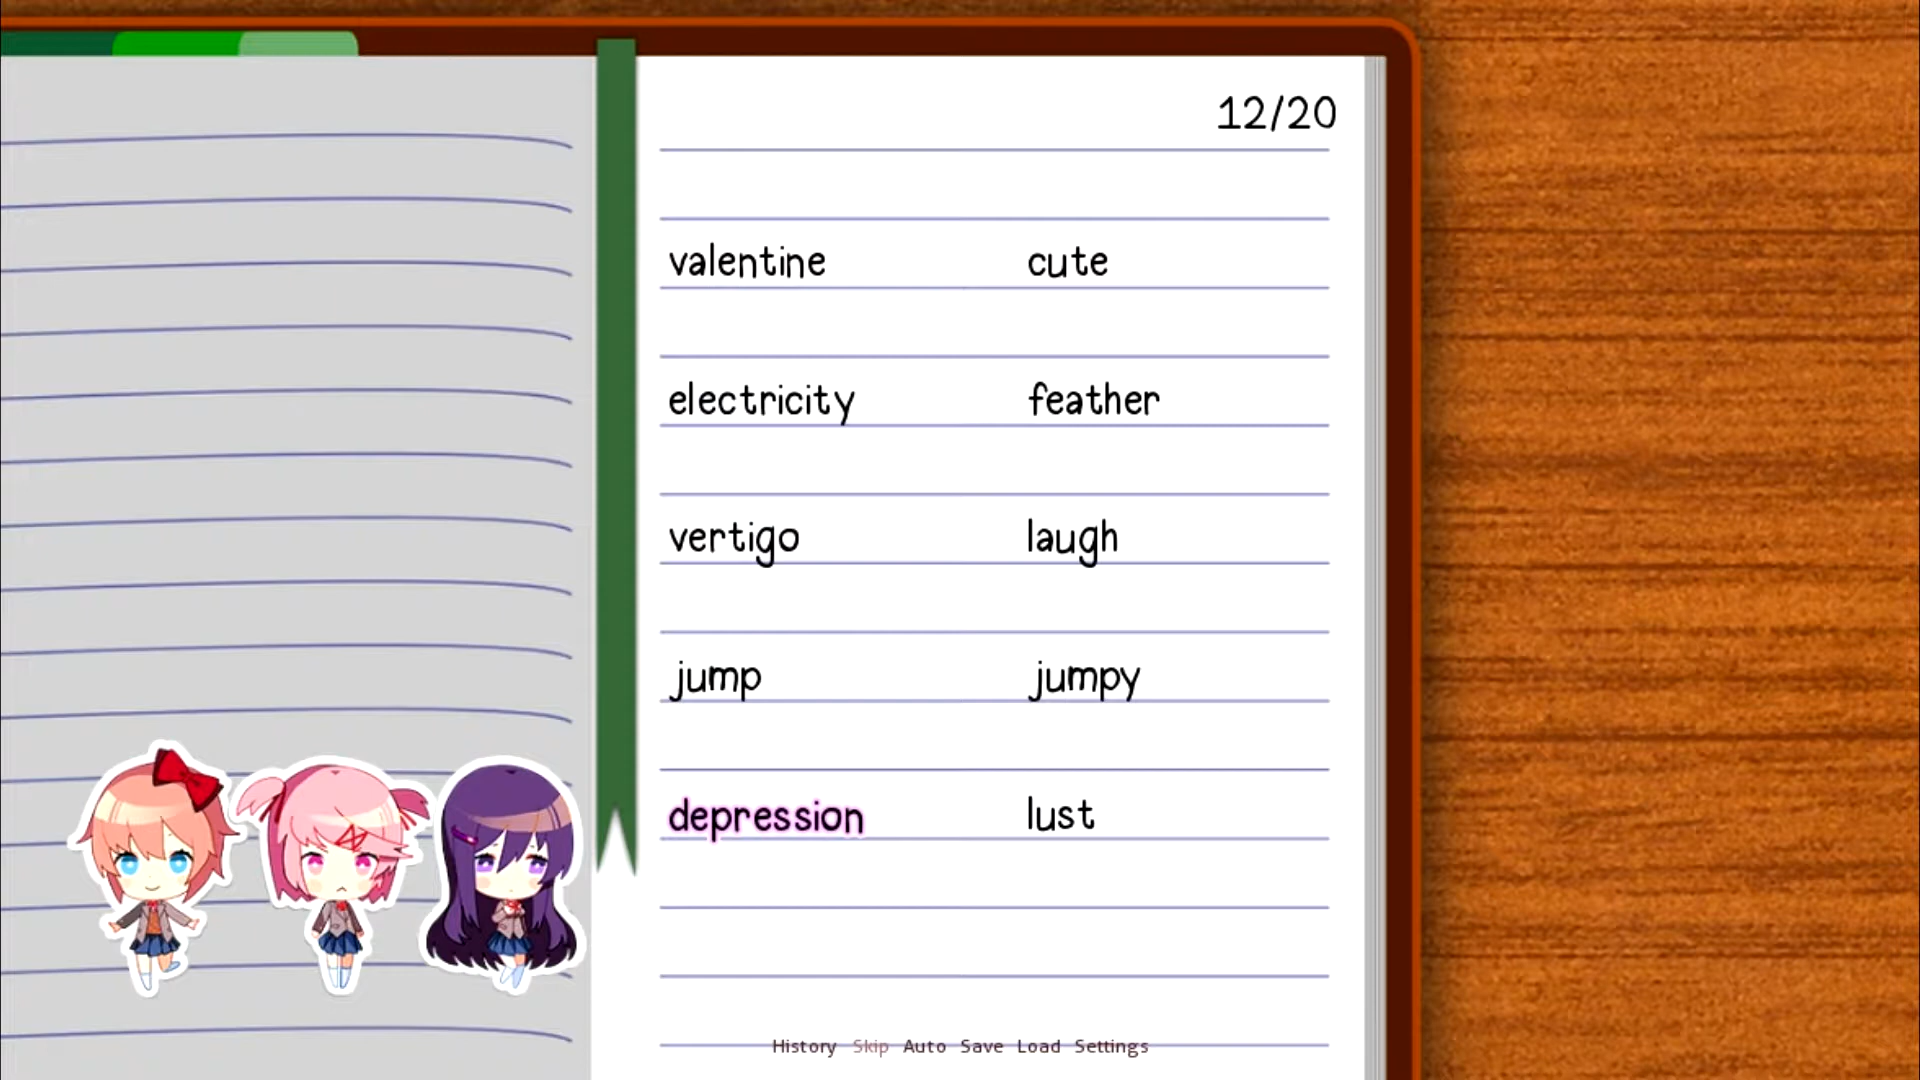 12/20
valentine cute
electricity feather
vertigo laugh
jump jumpy
depression lust
History Skip Auto Save Load Settings